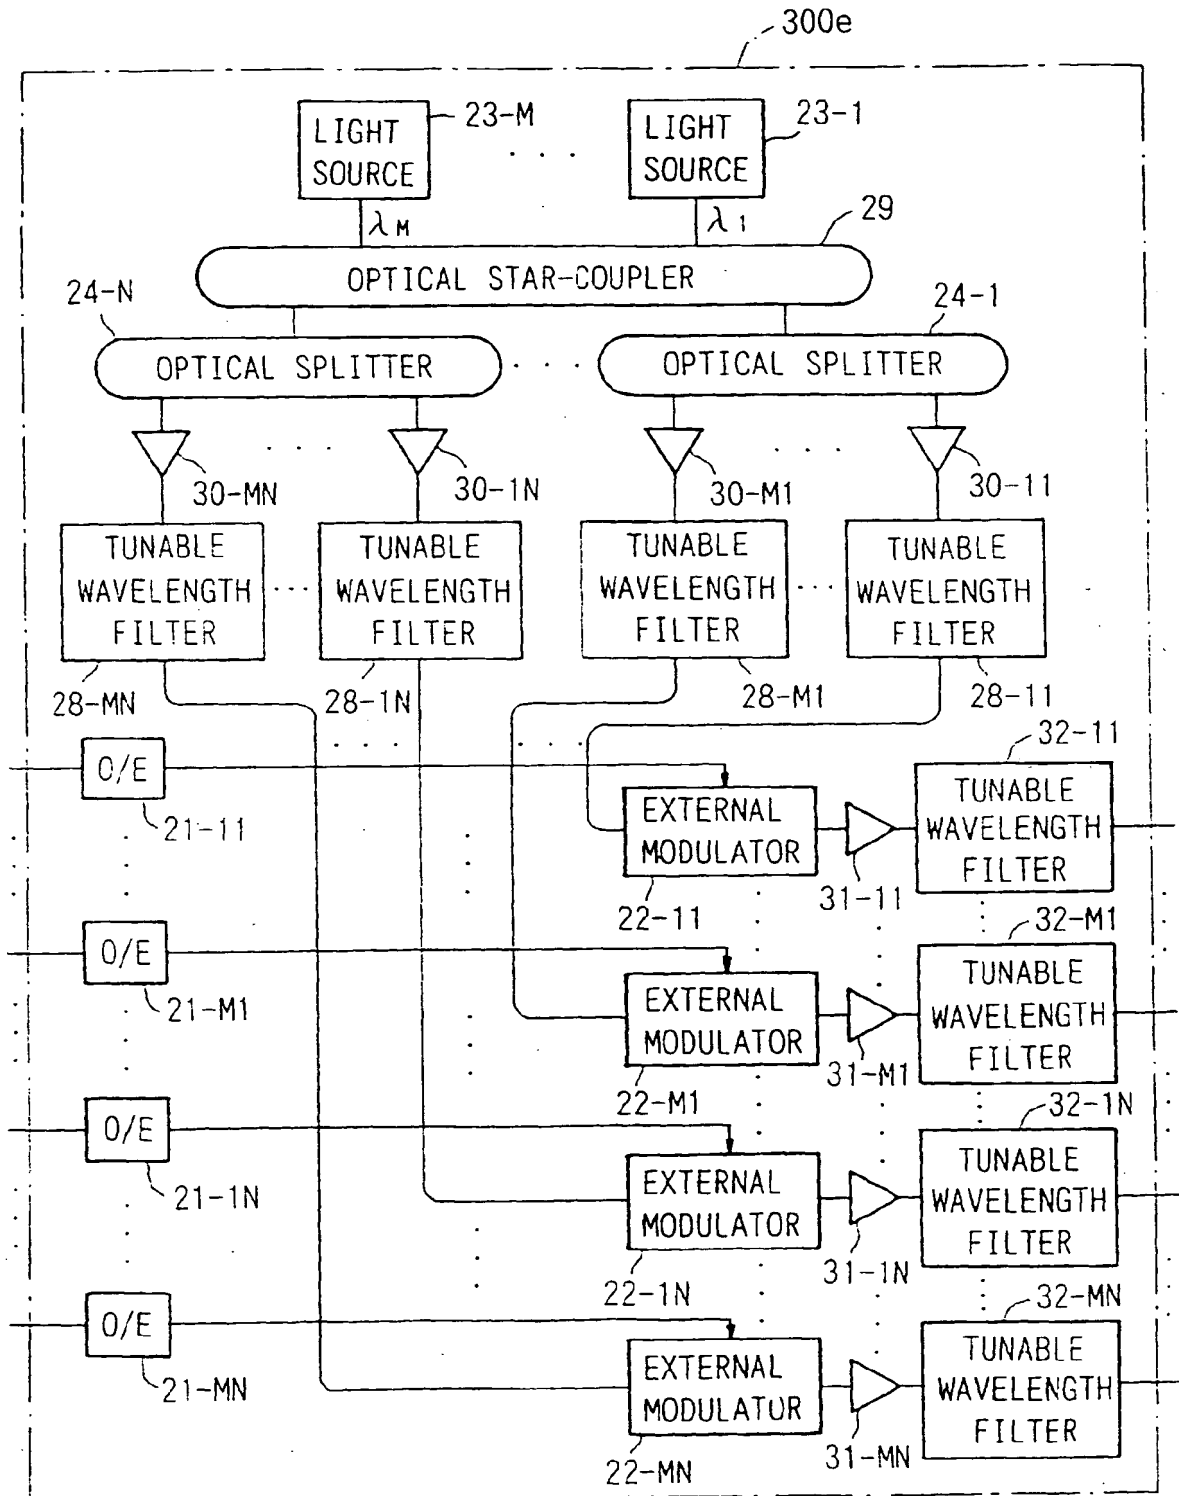 300e
LIGHT
SOURCE
23-M
LIGHT
SOURCE
23-1
λM
λ1
29
OPTICAL STAR-COUPLER
24-N
24-1
OPTICAL SPLITTER
OPTICAL SPLITTER
30-MN
30-1N
30-M1
30-11
TUNABLE
WAVELENGTH
FILTER
TUNABLE
WAVELENGTH
FILTER
TUNABLE
WAVELENGTH
FILTER
TUNABLE
WAVELENGTH
FILTER
28-MN
28-1N
28-M1
28-11
O/E
21-11
EXTERNAL
MODULATOR
22-11
31-11
32-11
TUNABLE
WAVELENGTH
FILTER
O/E
21-M1
EXTERNAL
MODULATOR
22-M1
31-M1
32-M1
TUNABLE
WAVELENGTH
FILTER
O/E
21-1N
EXTERNAL
MODULATOR
22-1N
31-1N
32-1N
TUNABLE
WAVELENGTH
FILTER
O/E
21-MN
EXTERNAL
MODULATOR
22-MN
31-MN
32-MN
TUNABLE
WAVELENGTH
FILTER